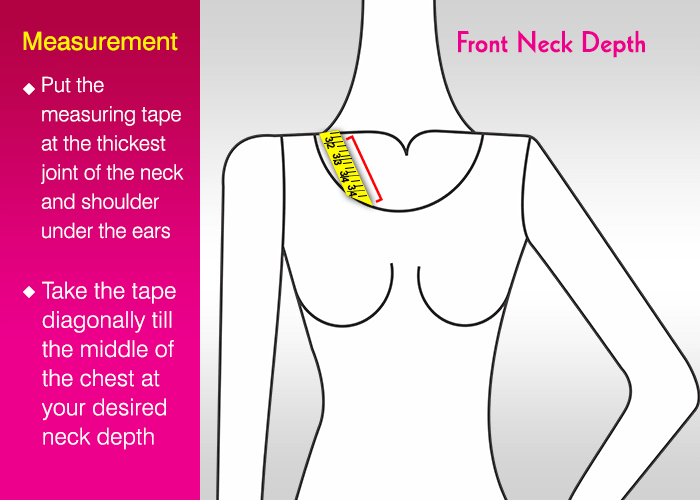 Measurement
Front Neck Depth
Put the
measuring tape
at the thickest
joint of the neck
and shoulder
under the ears
Take the tape
diagonally till
the middle of
the chest at
your desired
neck depth
32
33
34
34